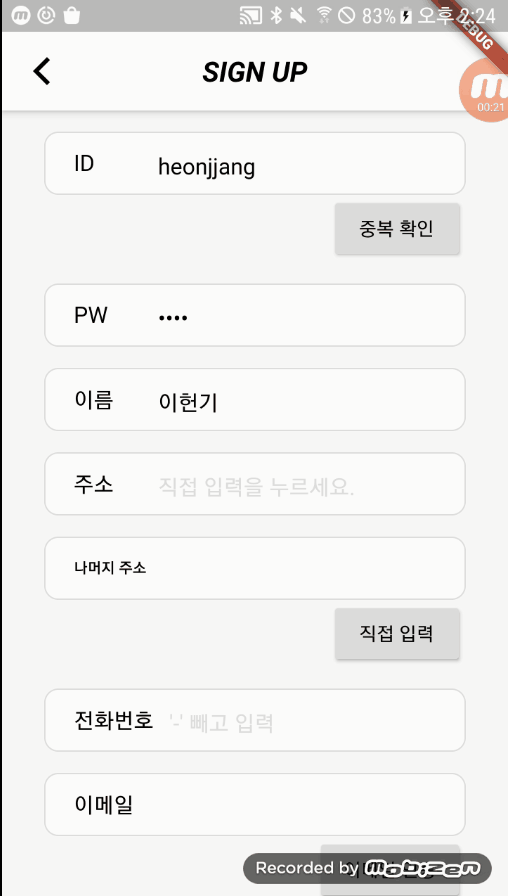 83% 오후 2:24
DEBUG
SIGN UP
00:21
ID heonjjang
중복 확인
PW ••••
이름 이헌기
주소 직접 입력을 누르세요.
나머지 주소
직접 입력
전화번호 '-' 빼고 입력
이메일
Recorded by mobizen